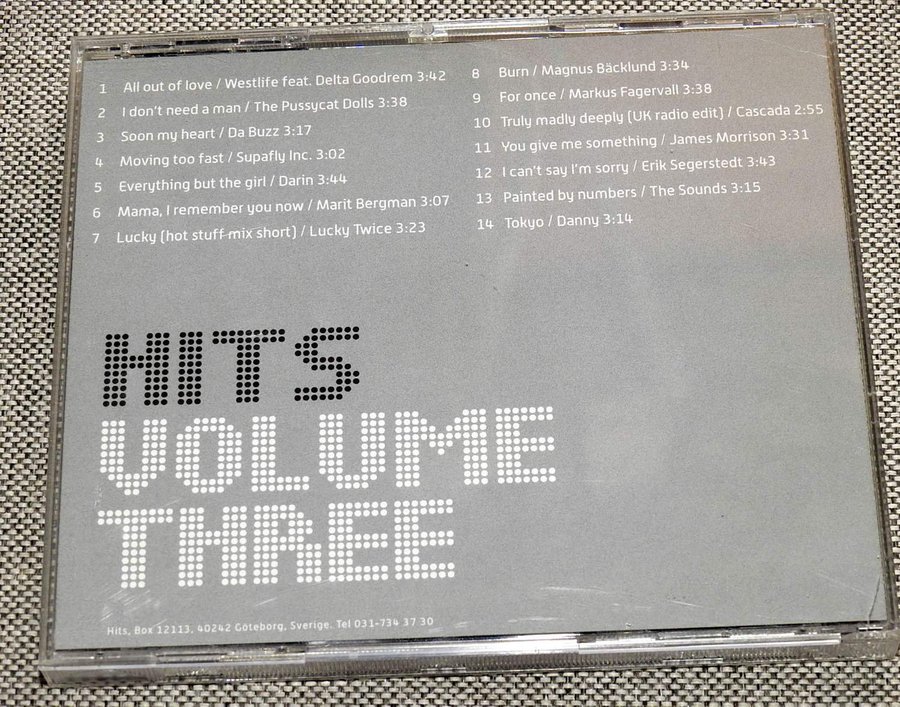 1 All out of love / Westlife feat. Delta Goodrem 3:42
2 I don't need a man / The Pussycat Dolls 3:38
3 Soon my heart / Da Buzz 3:17
4 Moving too fast / Supafly Inc. 3:02
5 Everything but the girl / Darin 3:44
6 Mama, I remember you now / Marit Bergman 3:07
7 Lucky (hot stuff mix short) / Lucky Twice 3:23
8 Burn / Magnus Bäcklund 3:34
9 For once / Markus Fagervall 3:38
10 Truly madly deeply (UK radio edit) / Cascada 2:55
11 You give me something / James Morrison 3:31
12 I can't say I'm sorry / Erik Segerstedt 3:43
13 Painted by numbers / The Sounds 3:15
14 Tokyo / Danny 3:14
HITS
VOLUME
THREE
Hits, Box 12113, 40242 Göteborg, Sverige. Tel 031-734 37 30